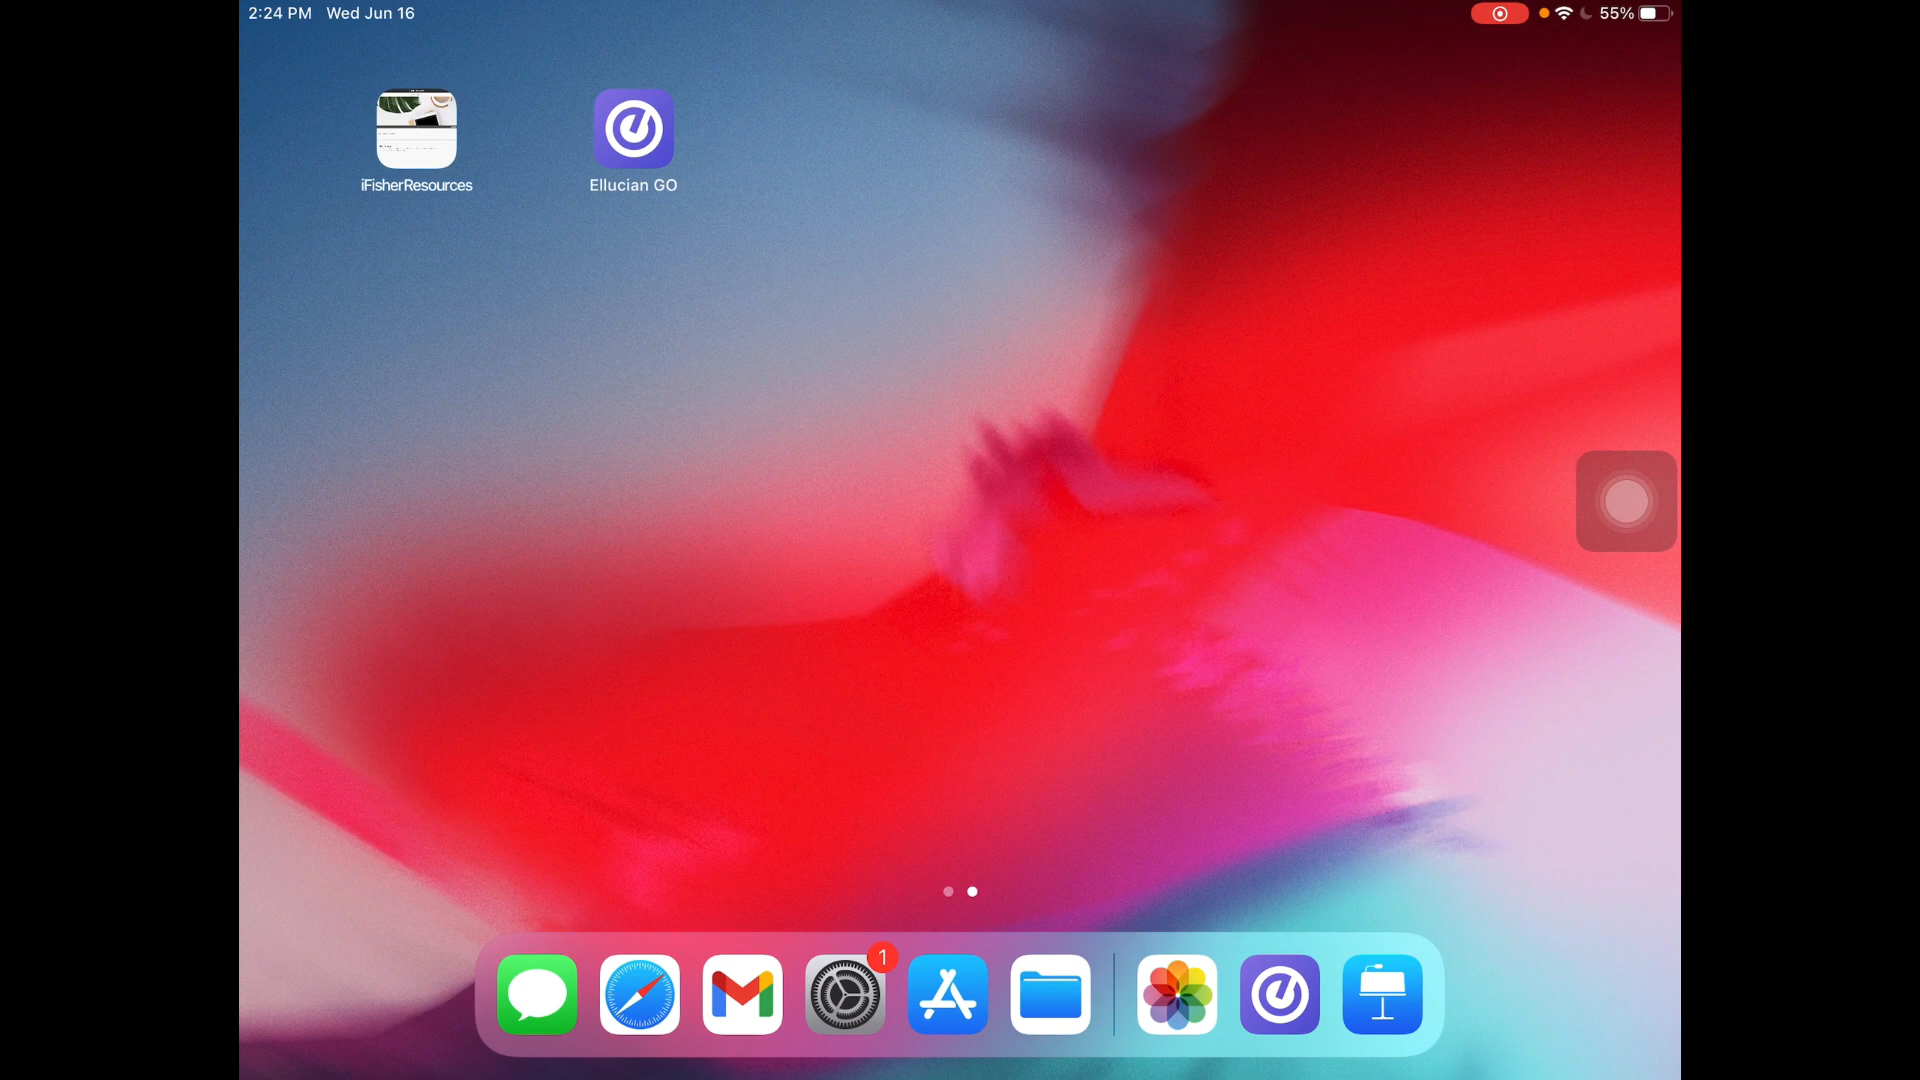 2:24 PM Wed Jun 16
55%
iFisherResources
Ellucian GO
1